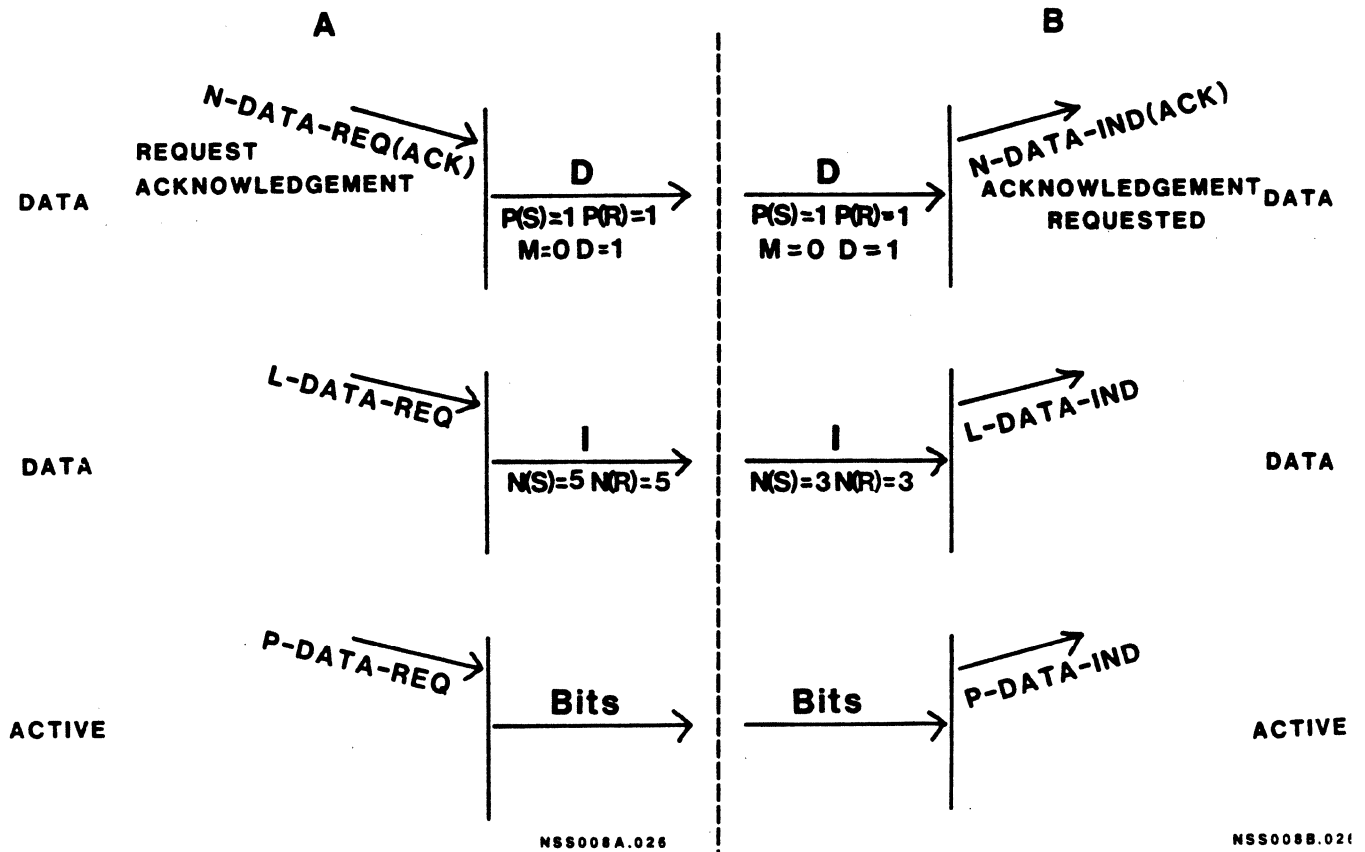 A
B
N-DATA-REQ(ACK)
REQUEST
ACKNOWLEDGEMENT
DATA
D
P(S)=1 P(R)=1
M=0 D=1
D
P(S)=1 P(R)=1
M=0 D=1
N-DATA-IND(ACK)
ACKNOWLEDGEMENT
REQUESTED
DATA
L-DATA-REQ
DATA
I
N(S)=5 N(R)=5
I
N(S)=3 N(R)=3
L-DATA-IND
DATA
P-DATA-REQ
ACTIVE
Bits
Bits
P-DATA-IND
ACTIVE
NSS008A.026
NSS008B.026